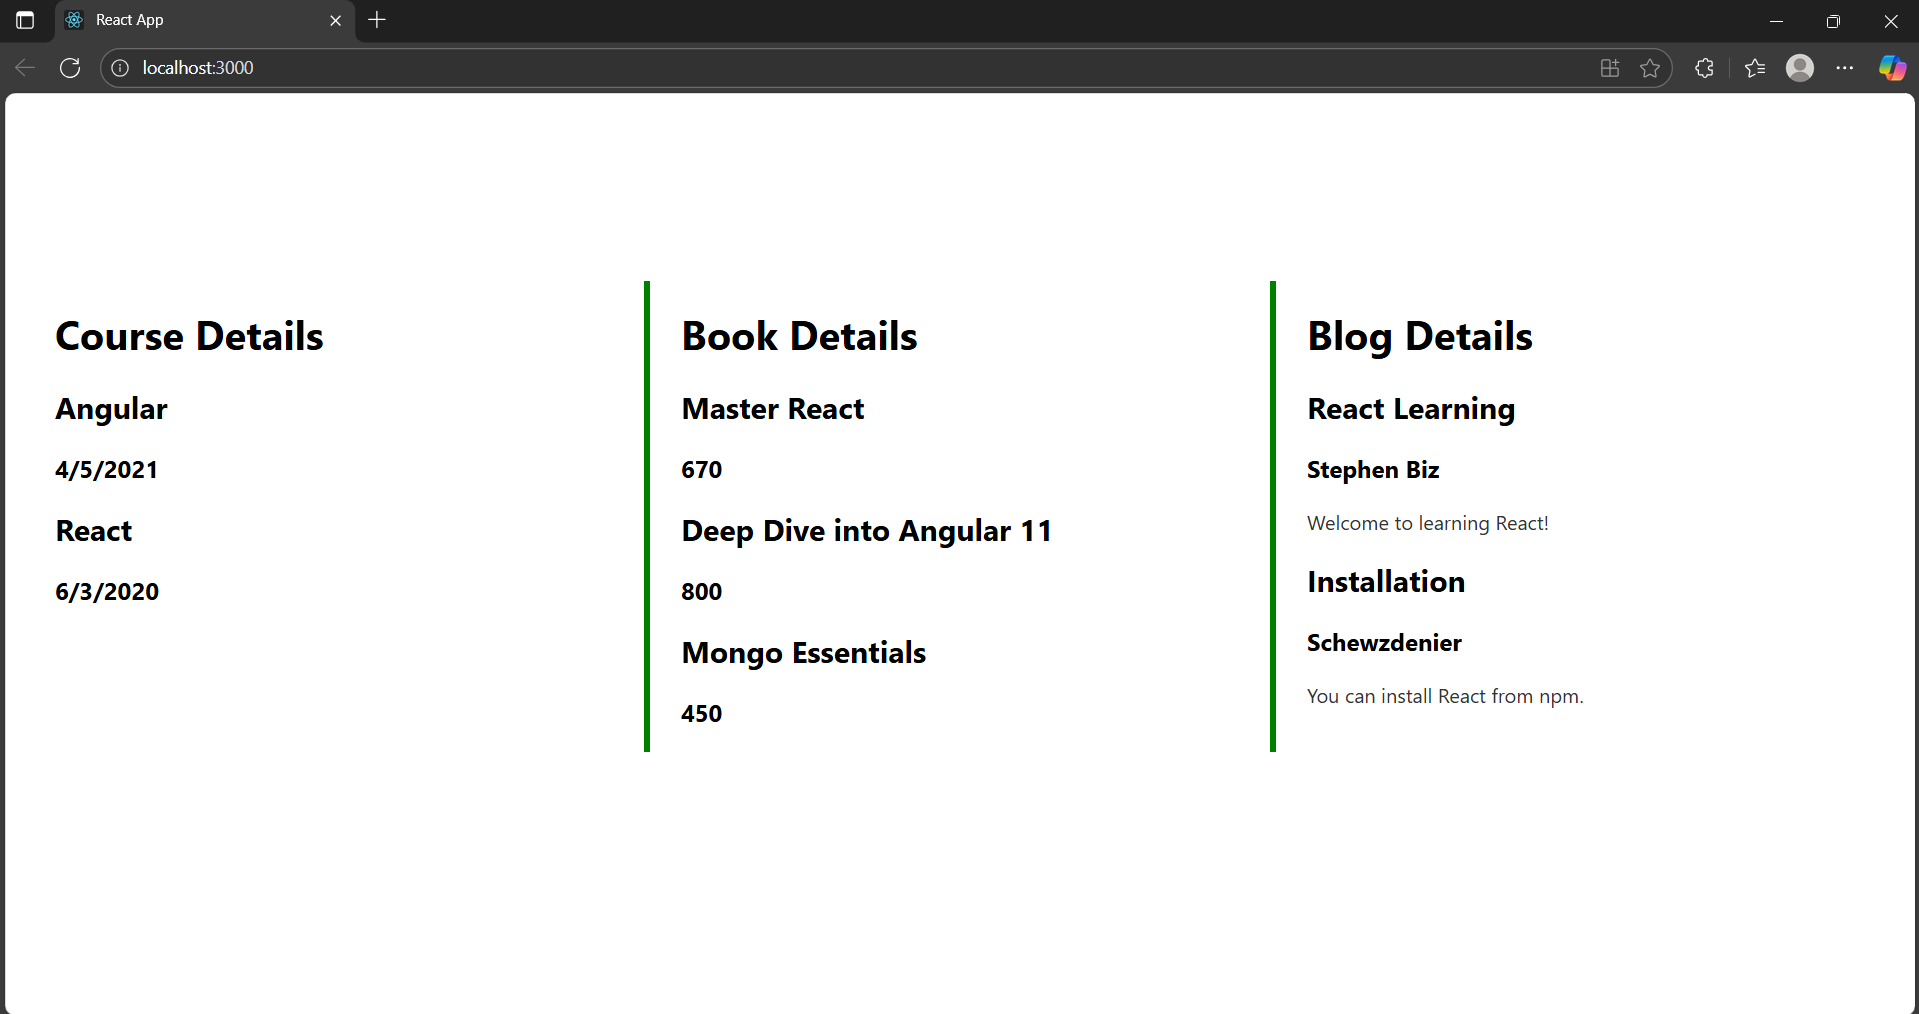 React App
localhost:3000
Course Details
Angular
4/5/2021
React
6/3/2020
Book Details
Master React
670
Deep Dive into Angular 11
800
Mongo Essentials
450
Blog Details
React Learning
Stephen Biz
Welcome to learning React!
Installation
Schewzdenier
You can install React from npm.